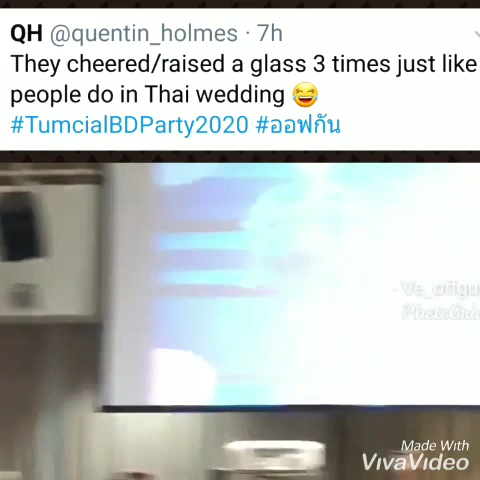 QH @quentin_holmes · 7h
They cheered/raised a glass 3 times just like
people do in Thai wedding 😂
#TumcialBDParty2020 #ออฟกัน
Made With
VivaVideo